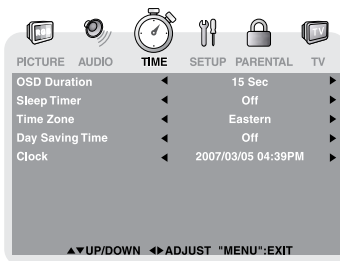 TV
PICTURE AUDIO TIME SETUP PARENTAL TV
OSD Duration ◀ 15 Sec ▶
Sleep Timer ◀ Off ▶
Time Zone ◀ Eastern ▶
Day Saving Time ◀ Off ▶
Clock ◀ 2007/03/05 04:39PM ▶
▲▼UP/DOWN ◀▶ADJUST "MENU":EXIT